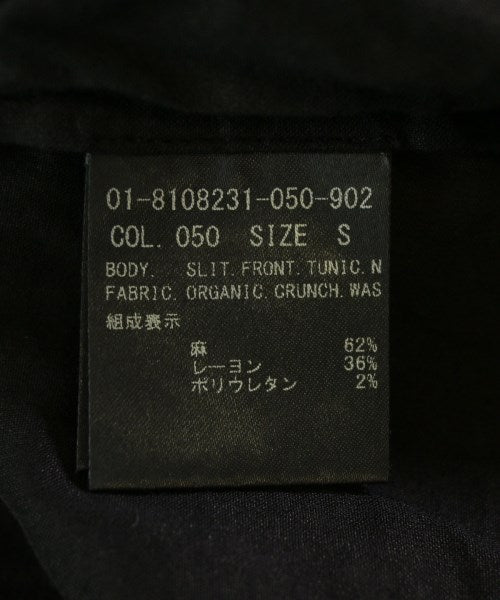 01-8108231-050-902
COL. 050 SIZE S
BODY. SLIT. FRONT. TUNIC. N
FABRIC. ORGANIC. CRUNCH. WAS
組成表示
麻 62%
レーヨン 36%
ポリウレタン 2%